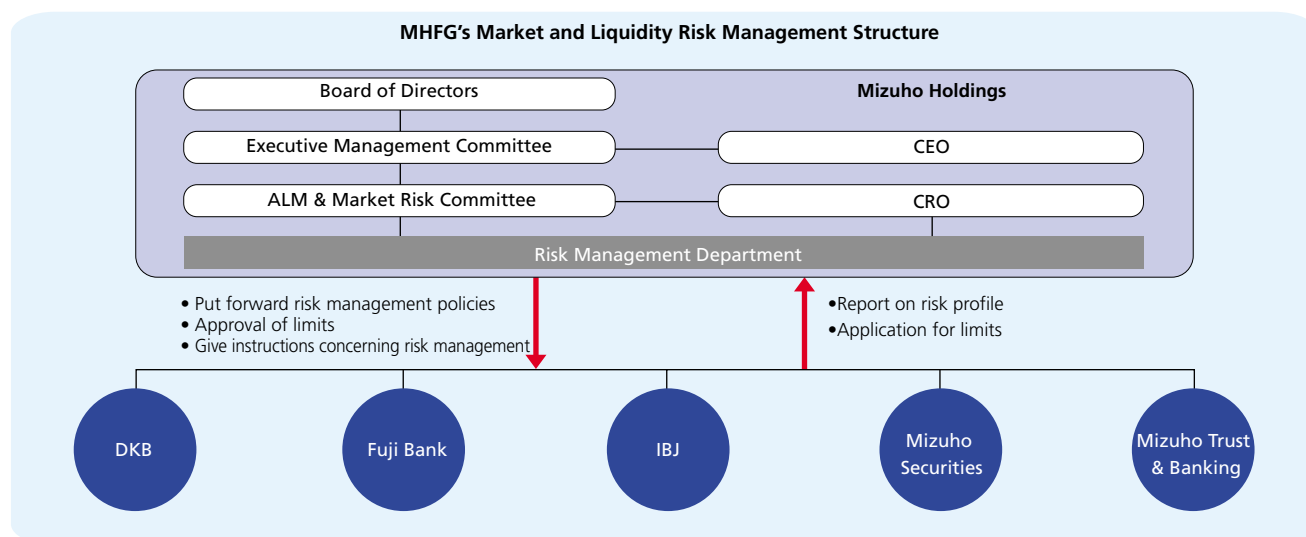 MHFG's Market and Liquidity Risk Management Structure
Board of Directors
Mizuho Holdings
Executive Management Committee
CEO
ALM & Market Risk Committee
CRO
Risk Management Department
• Put forward risk management policies
• Approval of limits
• Give instructions concerning risk management
•Report on risk profile
•Application for limits
DKB
Fuji Bank
IBJ
Mizuho
Securities
Mizuho Trust
& Banking